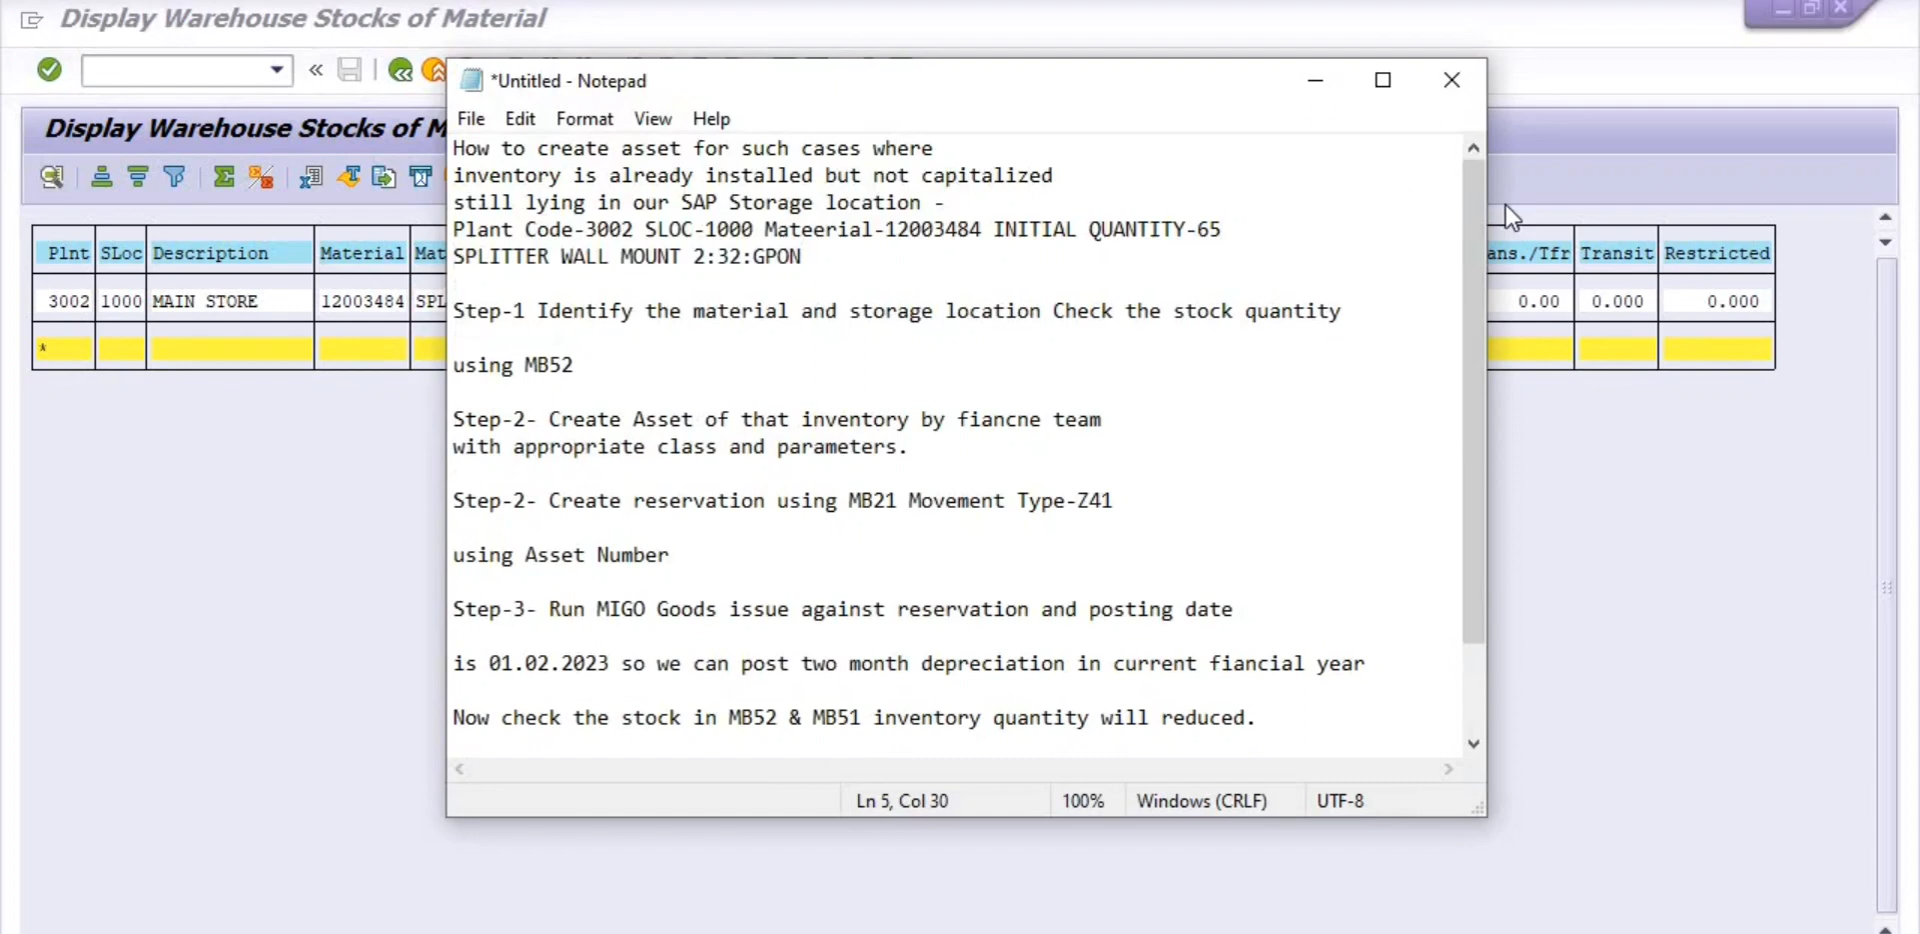 Display Warehouse Stocks of Material
*Untitled - Notepad
File Edit Format View Help
Display Warehouse Stocks of M
How to create asset for such cases where
inventory is already installed but not capitalized
still lying in our SAP Storage location -
Plant Code-3002 SLOC-1000 Mateerial-12003484 INITIAL QUANTITY-65
SPLITTER WALL MOUNT 2:32:GPON
Step-1 Identify the material and storage location Check the stock quantity
using MB52
Step-2- Create Asset of that inventory by fiancne team
with appropriate class and parameters.
Step-2- Create reservation using MB21 Movement Type-Z41
using Asset Number
Step-3- Run MIGO Goods issue against reservation and posting date
is 01.02.2023 so we can post two month depreciation in current fiancial year
Now check the stock in MB52 & MB51 inventory quantity will reduced.
Ln 5, Col 30 100% Windows (CRLF) UTF-8
Plnt SLoc Description Material Mat ans./Tfr Transit Restricted
3002 1000 MAIN STORE 12003484 SPL 0.00 0.000 0.000
*